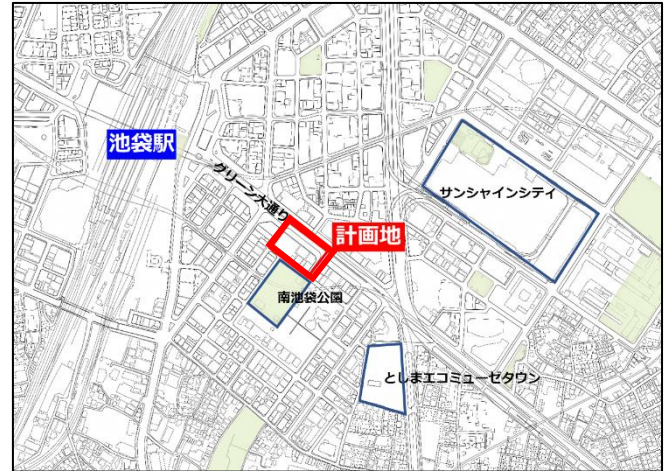 池袋駅
サンシャインシティ
グリーン大通り
計画地
南池袋公園
としまエコミューゼタウン